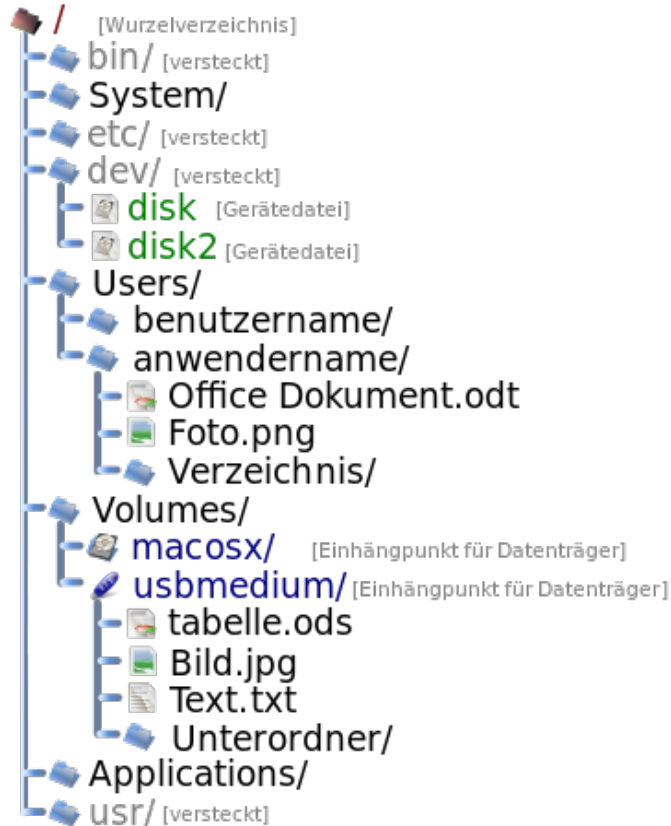 / [Wurzelverzeichnis]
bin/ [versteckt]
System/
etc/ [versteckt]
dev/ [versteckt]
disk [Gerätedatei]
disk2 [Gerätedatei]
Users/
benutzername/
anwendername/
Office Dokument.odt
Foto.png
Verzeichnis/
Volumes/
macosx/ [Einhängpunkt für Datenträger]
usbmedium/ [Einhängpunkt für Datenträger]
tabelle.ods
Bild.jpg
Text.txt
Unterordner/
Applications/
usr/ [versteckt]